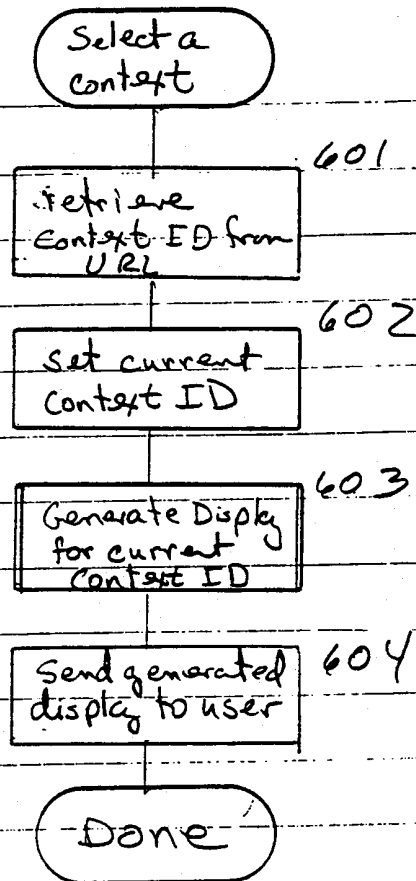 Select a
context
601
retrieve
context ID from
URL
602
set current
context ID
603
Generate Display
for current
context ID
604
Send generated
display to user
Done